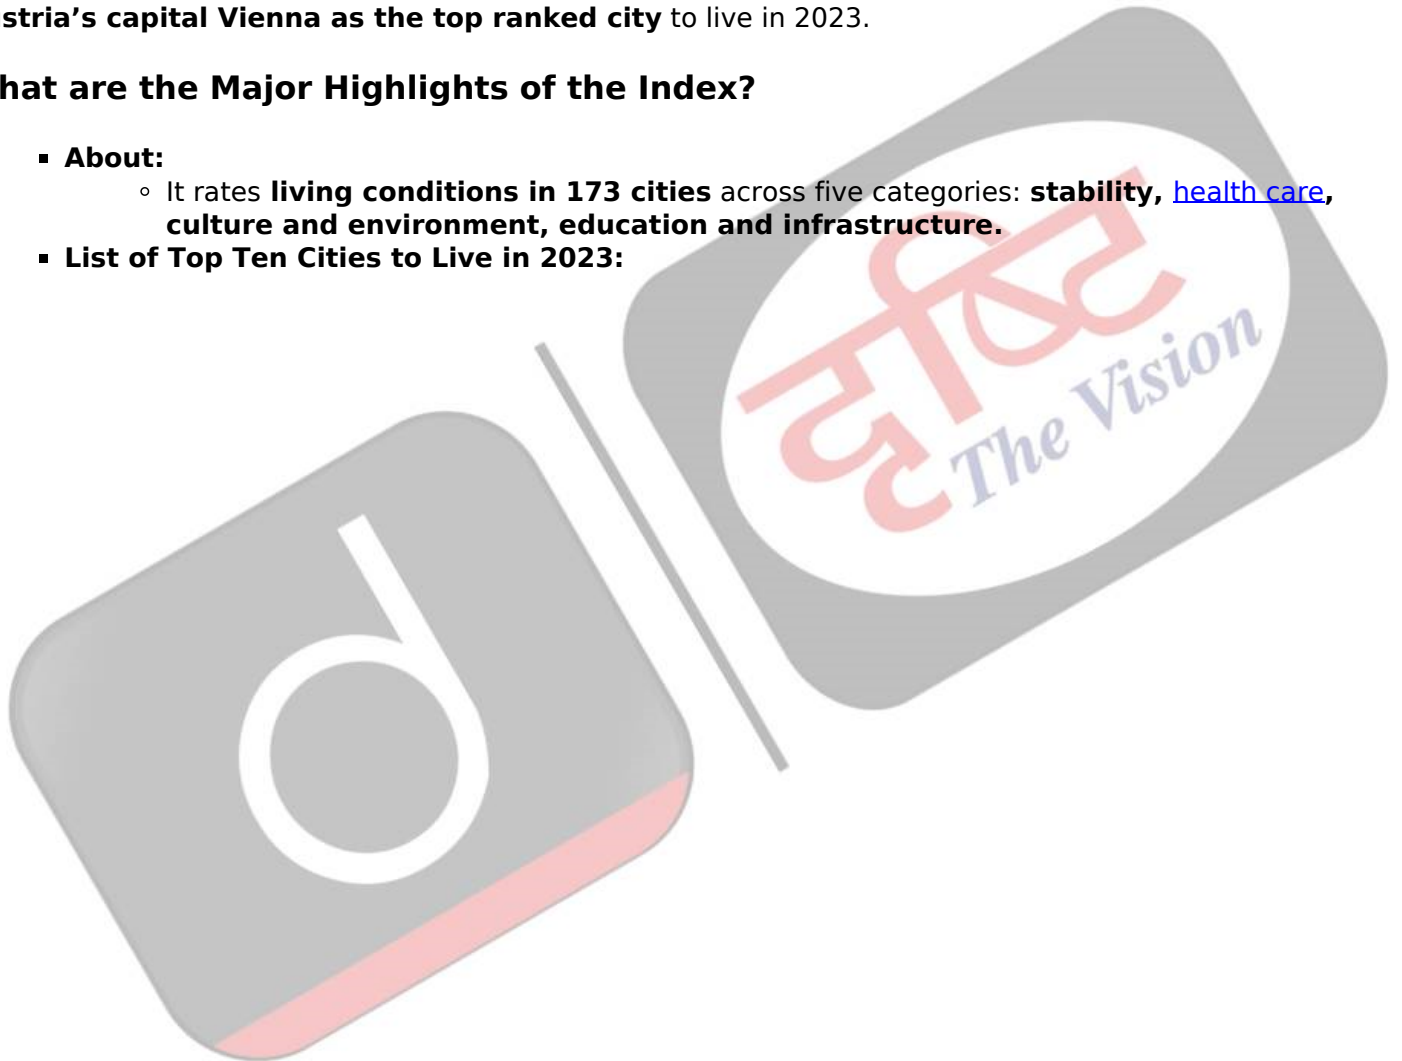 stria’s capital Vienna as the top ranked city to live in 2023.
hat are the Major Highlights of the Index?
▪ About:
◦ It rates living conditions in 173 cities across five categories: stability, health care,
culture and environment, education and infrastructure.
▪ List of Top Ten Cities to Live in 2023:
दृष्टि
The Vision
d